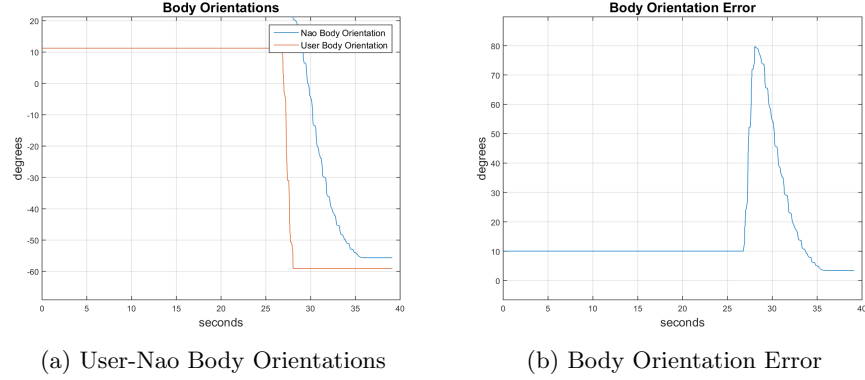 Body Orientations
20
10
0
-10
-20
-30
-40
-50
-60
degrees
Nao Body Orientation
User Body Orientation
0 5 10 15 20 25 30 35 40
seconds
(a) User-Nao Body Orientations
Body Orientation Error
80
70
60
50
40
30
20
10
0
degrees
0 5 10 15 20 25 30 35 40
seconds
(b) Body Orientation Error